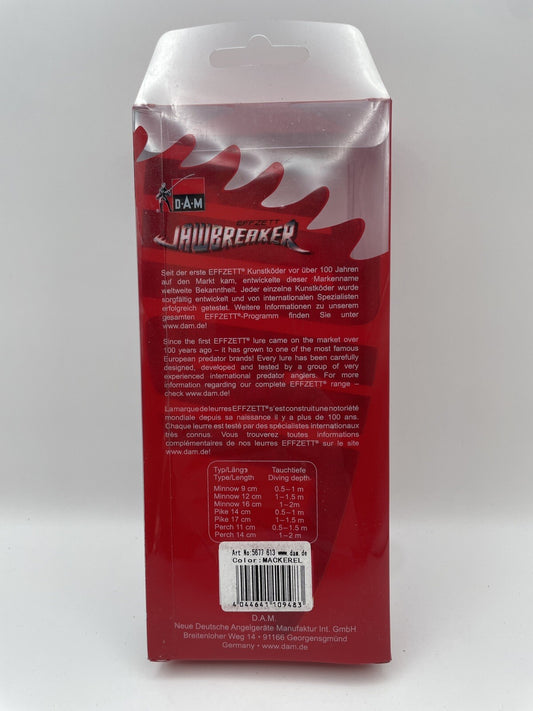 D·A·M
EFFZETT
JAWBREAKER
Seit der erste EFFZETT® Kunstköder vor über 100 Jahren
auf den Markt kam, entwickelte dieser Markenname
weltweite Bekanntheit. Jeder einzelne Kunstköder wurde
sorgfältig entwickelt und von internationalen Spezialisten
erfolgreich getestet. Weitere Informationen zu unserem
gesamten EFFZETT®-Programm finden Sie unter
www.dam.de!
Since the first EFFZETT® lure came on the market over
100 years ago – it has grown to one of the most famous
European predator brands! Every lure has been carefully
designed, developed and tested by a group of very
experienced international predator anglers. For more
information regarding our complete EFFZETT® range –
check www.dam.de!
La marque de leurres EFFZETT® s'est construit une notoriété
mondiale depuis sa naissance il y a plus de 100 ans.
Chaque leurre est testé par des spécialistes internationaux
très connus. Vous trouverez toutes informations
complémentaires de nos leurres EFFZETT® sur le site
www.dam.de!
Typ/Länge Tauchtiefe
Type/Length Diving depth
Minnow 9 cm 0.5–1 m
Minnow 12 cm 1–1.5 m
Minnow 16 cm 1–2m
Pike 14 cm 0.5–1 m
Pike 17 cm 1–1.5 m
Perch 11 cm 0.5–1.5 m
Perch 14 cm 1–2 m
Art No:5677 613 www.dam.de
Color:MACKEREL
4 044641 109483
D.A.M.
Neue Deutsche Angelgeräte Manufaktur Int. GmbH
Breitenloher Weg 14 • 91166 Georgensgmünd
Germany • www.dam.de